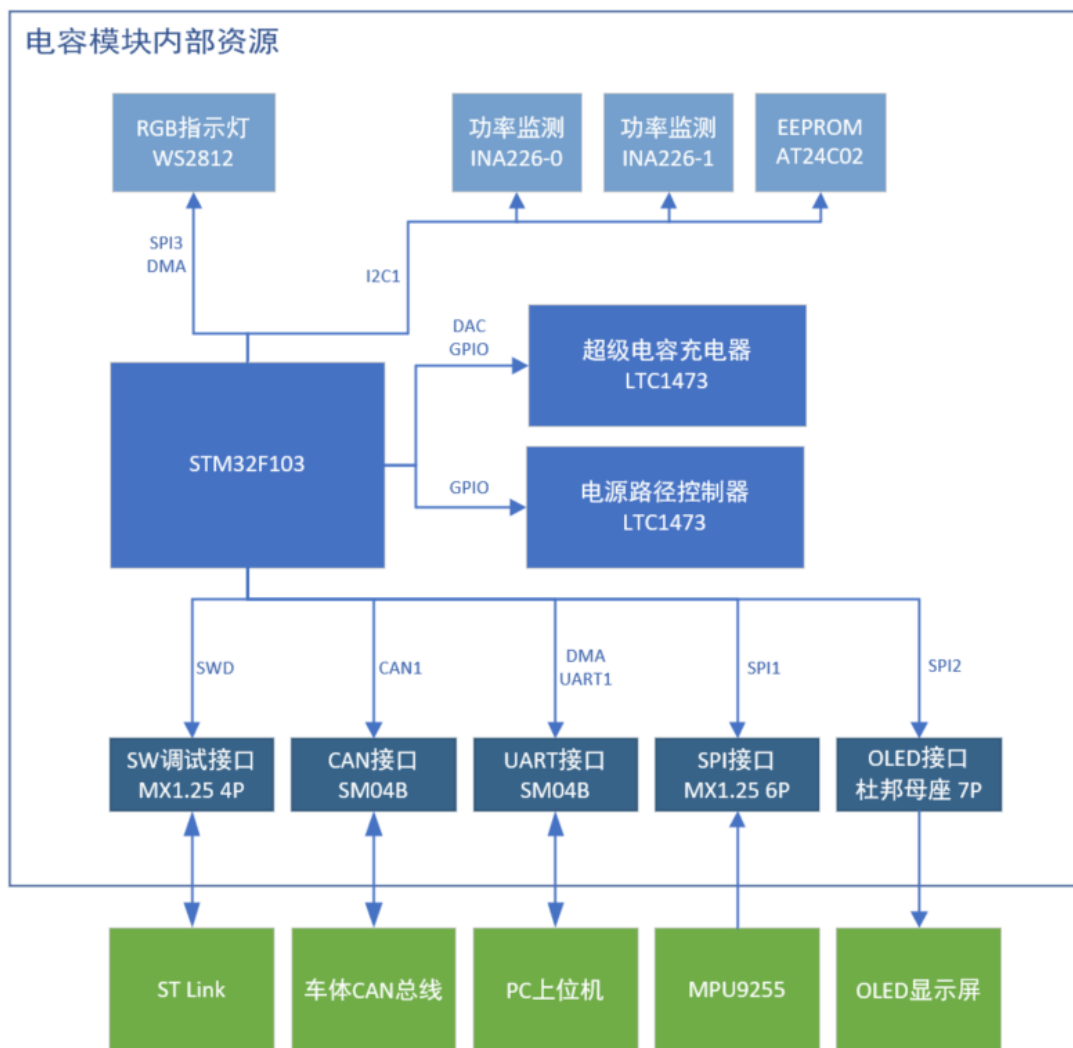 电容模块内部资源
RGB指示灯
WS2812
功率监测
INA226-0
功率监测
INA226-1
EEPROM
AT24C02
SPI3
DMA
I2C1
DAC
GPIO
超级电容充电器
LTC1473
STM32F103
GPIO
电源路径控制器
LTC1473
SWD
CAN1
DMA
UART1
SPI1
SPI2
SW调试接口
MX1.25 4P
CAN接口
SM04B
UART接口
SM04B
SPI接口
MX1.25 6P
OLED接口
杜邦母座 7P
ST Link
车体CAN总线
PC上位机
MPU9255
OLED显示屏